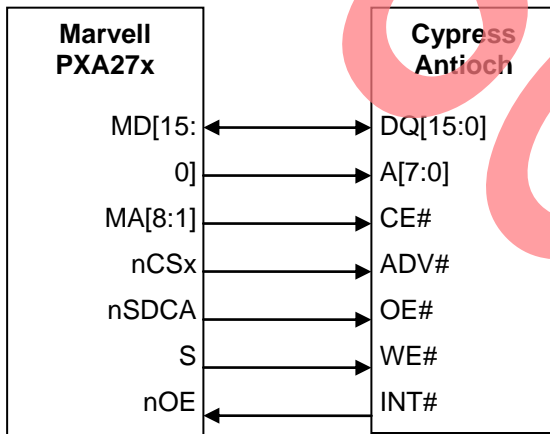 Marvell
PXA27x
Cypress
Antioch
MD[15:
DQ[15:0]
0]
A[7:0]
MA[8:1]
CE#
nCSx
ADV#
nSDCA
OE#
S
WE#
nOE
INT#